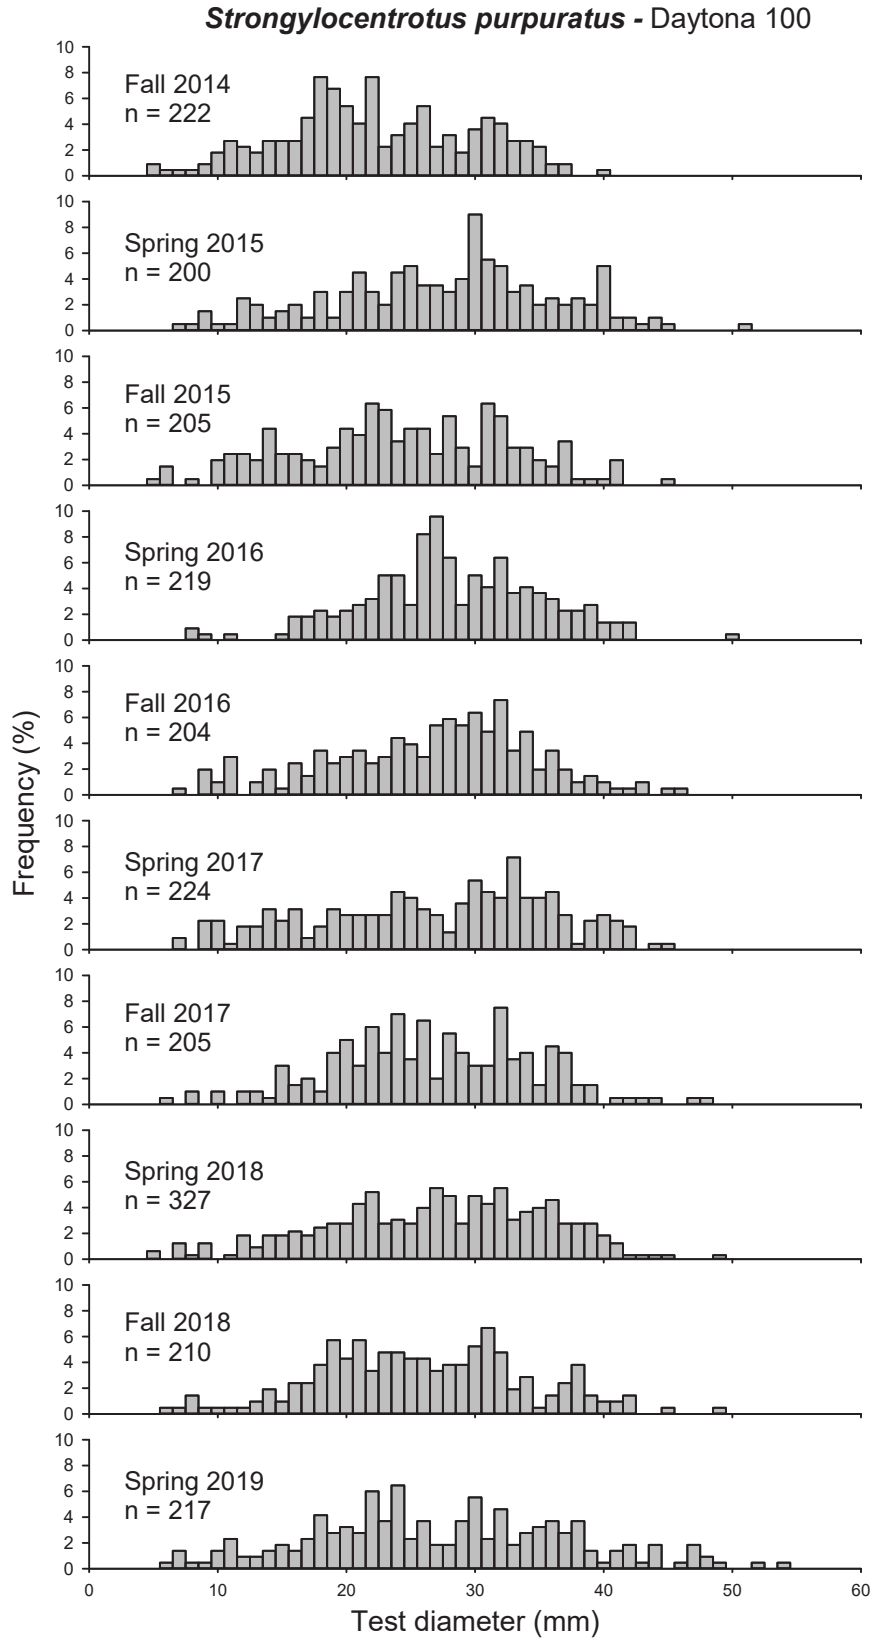 Strongylocentrotus purpuratus - Daytona 100
10
8
6
4
2
0
Fall 2014
n = 222
10
8
6
4
2
0
Spring 2015
n = 200
10
8
6
4
2
0
Fall 2015
n = 205
10
8
6
4
2
0
Spring 2016
n = 219
10
8
6
4
2
0
Fall 2016
n = 204
Frequency (%)
10
8
6
4
2
0
Spring 2017
n = 224
10
8
6
4
2
0
Fall 2017
n = 205
10
8
6
4
2
0
Spring 2018
n = 327
10
8
6
4
2
0
Fall 2018
n = 210
10
8
6
4
2
0
Spring 2019
n = 217
0 10 20 30 40 50 60
Test diameter (mm)